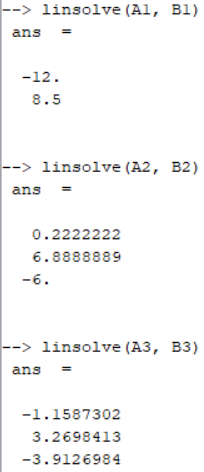 --> linsolve(A1, B1)
ans  =
-12.
8.5
--> linsolve(A2, B2)
ans  =
0.2222222
6.8888889
-6.
--> linsolve(A3, B3)
ans  =
-1.1587302
3.2698413
-3.9126984